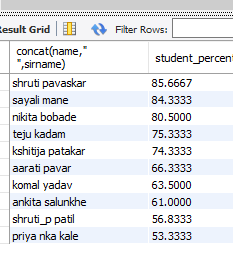 Result Grid Filter Rows:
concat(name," student_percent
",sirname)
shruti pavaskar 85.6667
sayali mane 84.3333
nikita bobade 80.5000
teju kadam 75.3333
kshitija patakar 74.3333
aarati pavar 66.3333
komal yadav 63.5000
ankita salunkhe 61.0000
shruti_p patil 56.8333
priya nka kale 53.3333